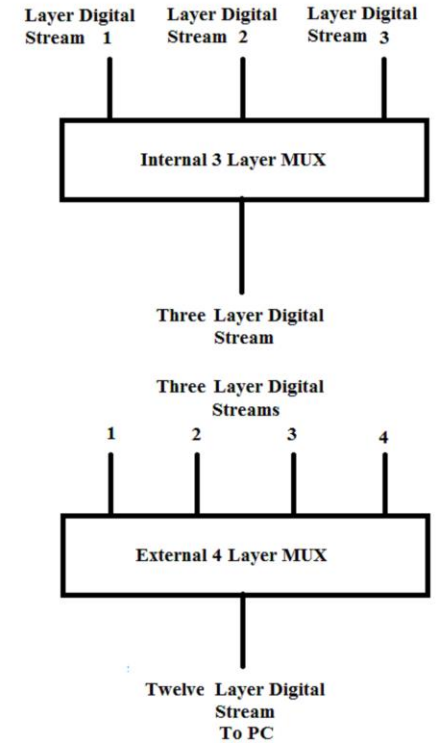 Layer Digital Layer Digital Layer Digital
Stream 1 Stream 2 Stream 3
Internal 3 Layer MUX
Three Layer Digital
Stream
Three Layer Digital
Streams
1 2 3 4
External 4 Layer MUX
Twelve Layer Digital
Stream
To PC